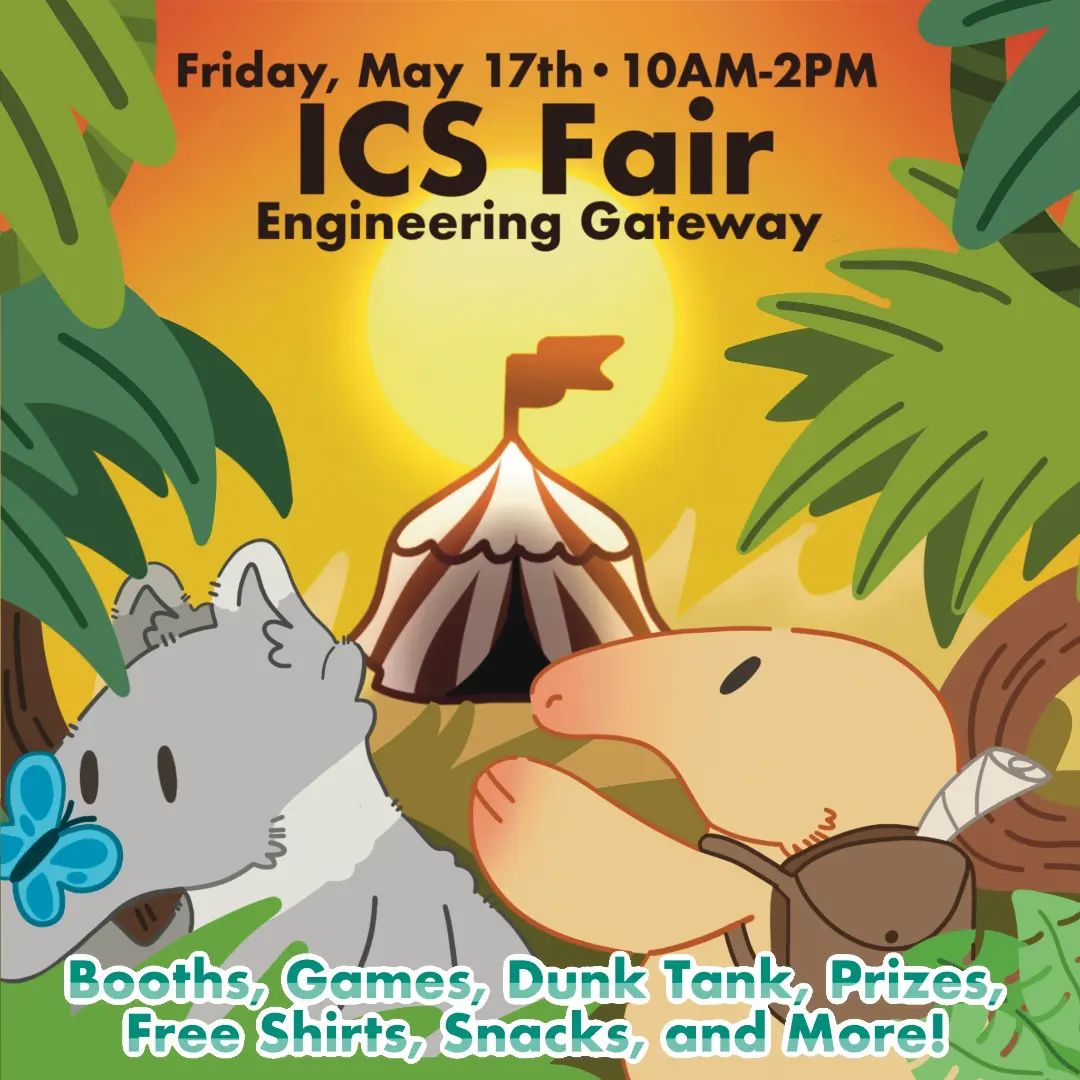 Friday, May 17th • 10AM-2PM
ICS Fair
Engineering Gateway
Booths, Games, Dunk Tank, Prizes,
Free Shirts, Snacks, and More!